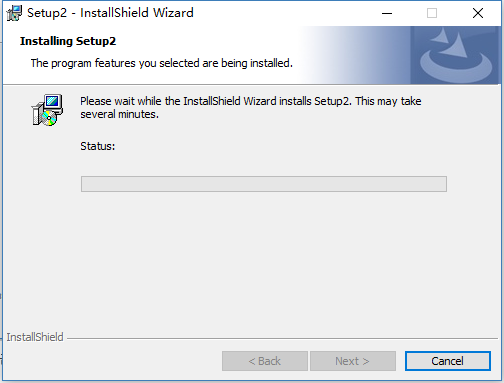 Setup2 - InstallShield Wizard
Installing Setup2
The program features you selected are being installed.
Please wait while the InstallShield Wizard installs Setup2. This may take
several minutes.
Status:
InstallShield
< Back
Next >
Cancel